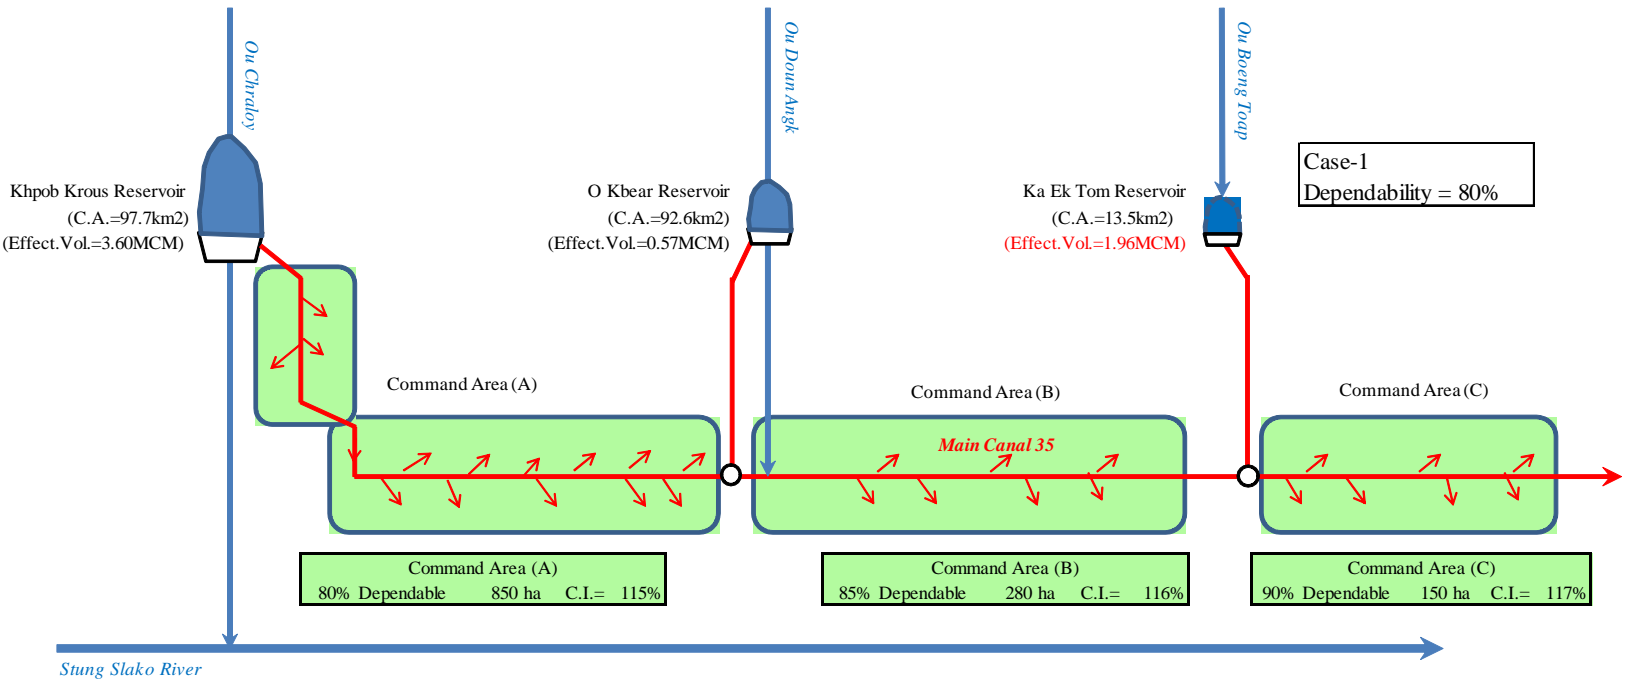 Ou Chraloy
Ou Doun Angk
Ou Boeng Toap
Case-1
Dependability = 80%
Khpob Krous Reservoir
(C.A.=97.7km2)
(Effect.Vol.=3.60MCM)
O Kbear Reservoir
(C.A.=92.6km2)
(Effect.Vol.=0.57MCM)
Ka Ek Tom Reservoir
(C.A.=13.5km2)
(Effect.Vol.=1.96MCM)
Command Area (A)
Command Area (B)
Command Area (C)
Main Canal 35
Command Area (A)
80% Dependable 850 ha C.I.= 115%
Command Area (B)
85% Dependable 280 ha C.I.= 116%
Command Area (C)
90% Dependable 150 ha C.I.= 117%
Stung Slako River